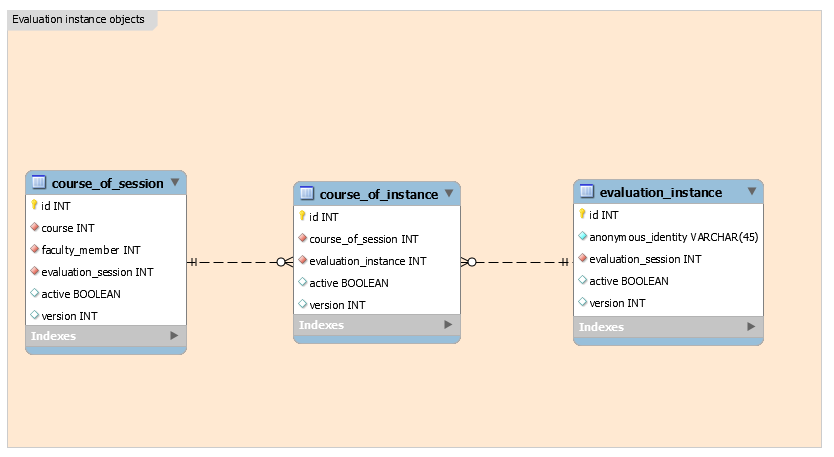 Evaluation instance objects
course_of_session
id INT
course INT
faculty_member INT
evaluation_session INT
active BOOLEAN
version INT
Indexes
course_of_instance
id INT
course_of_session INT
evaluation_instance INT
active BOOLEAN
version INT
Indexes
evaluation_instance
id INT
anonymous_identity VARCHAR(45)
evaluation_session INT
active BOOLEAN
version INT
Indexes